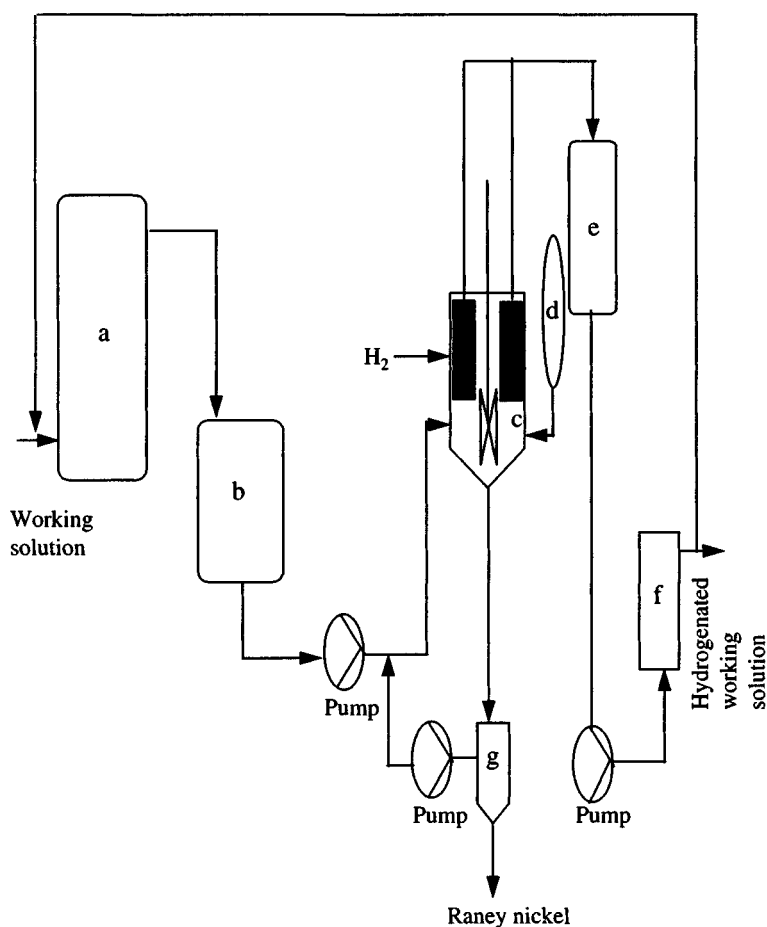 a
e
d
H₂
c
Working
solution
b
f
Hydrogenated
working
solution
Pump
g
Pump
Pump
Raney nickel